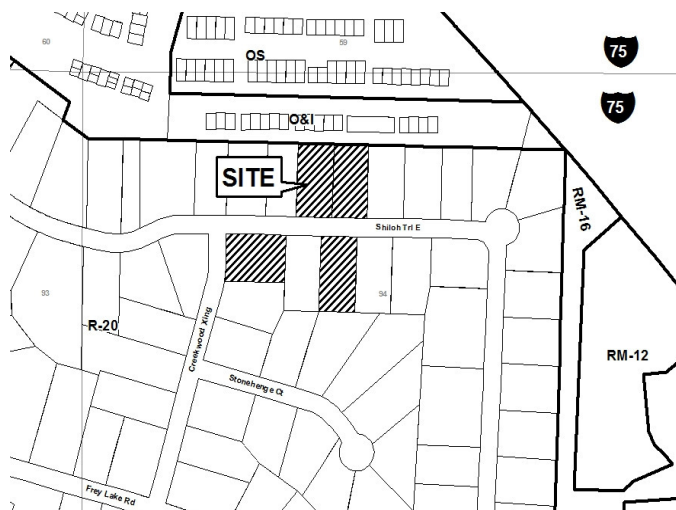 60
59
OS
75
75
O&I
SITE
RM-16
Shiloh Trl E
93
94
R-20
Creekwood Xing
RM-12
Stonehenge Ct
Frey Lake Rd